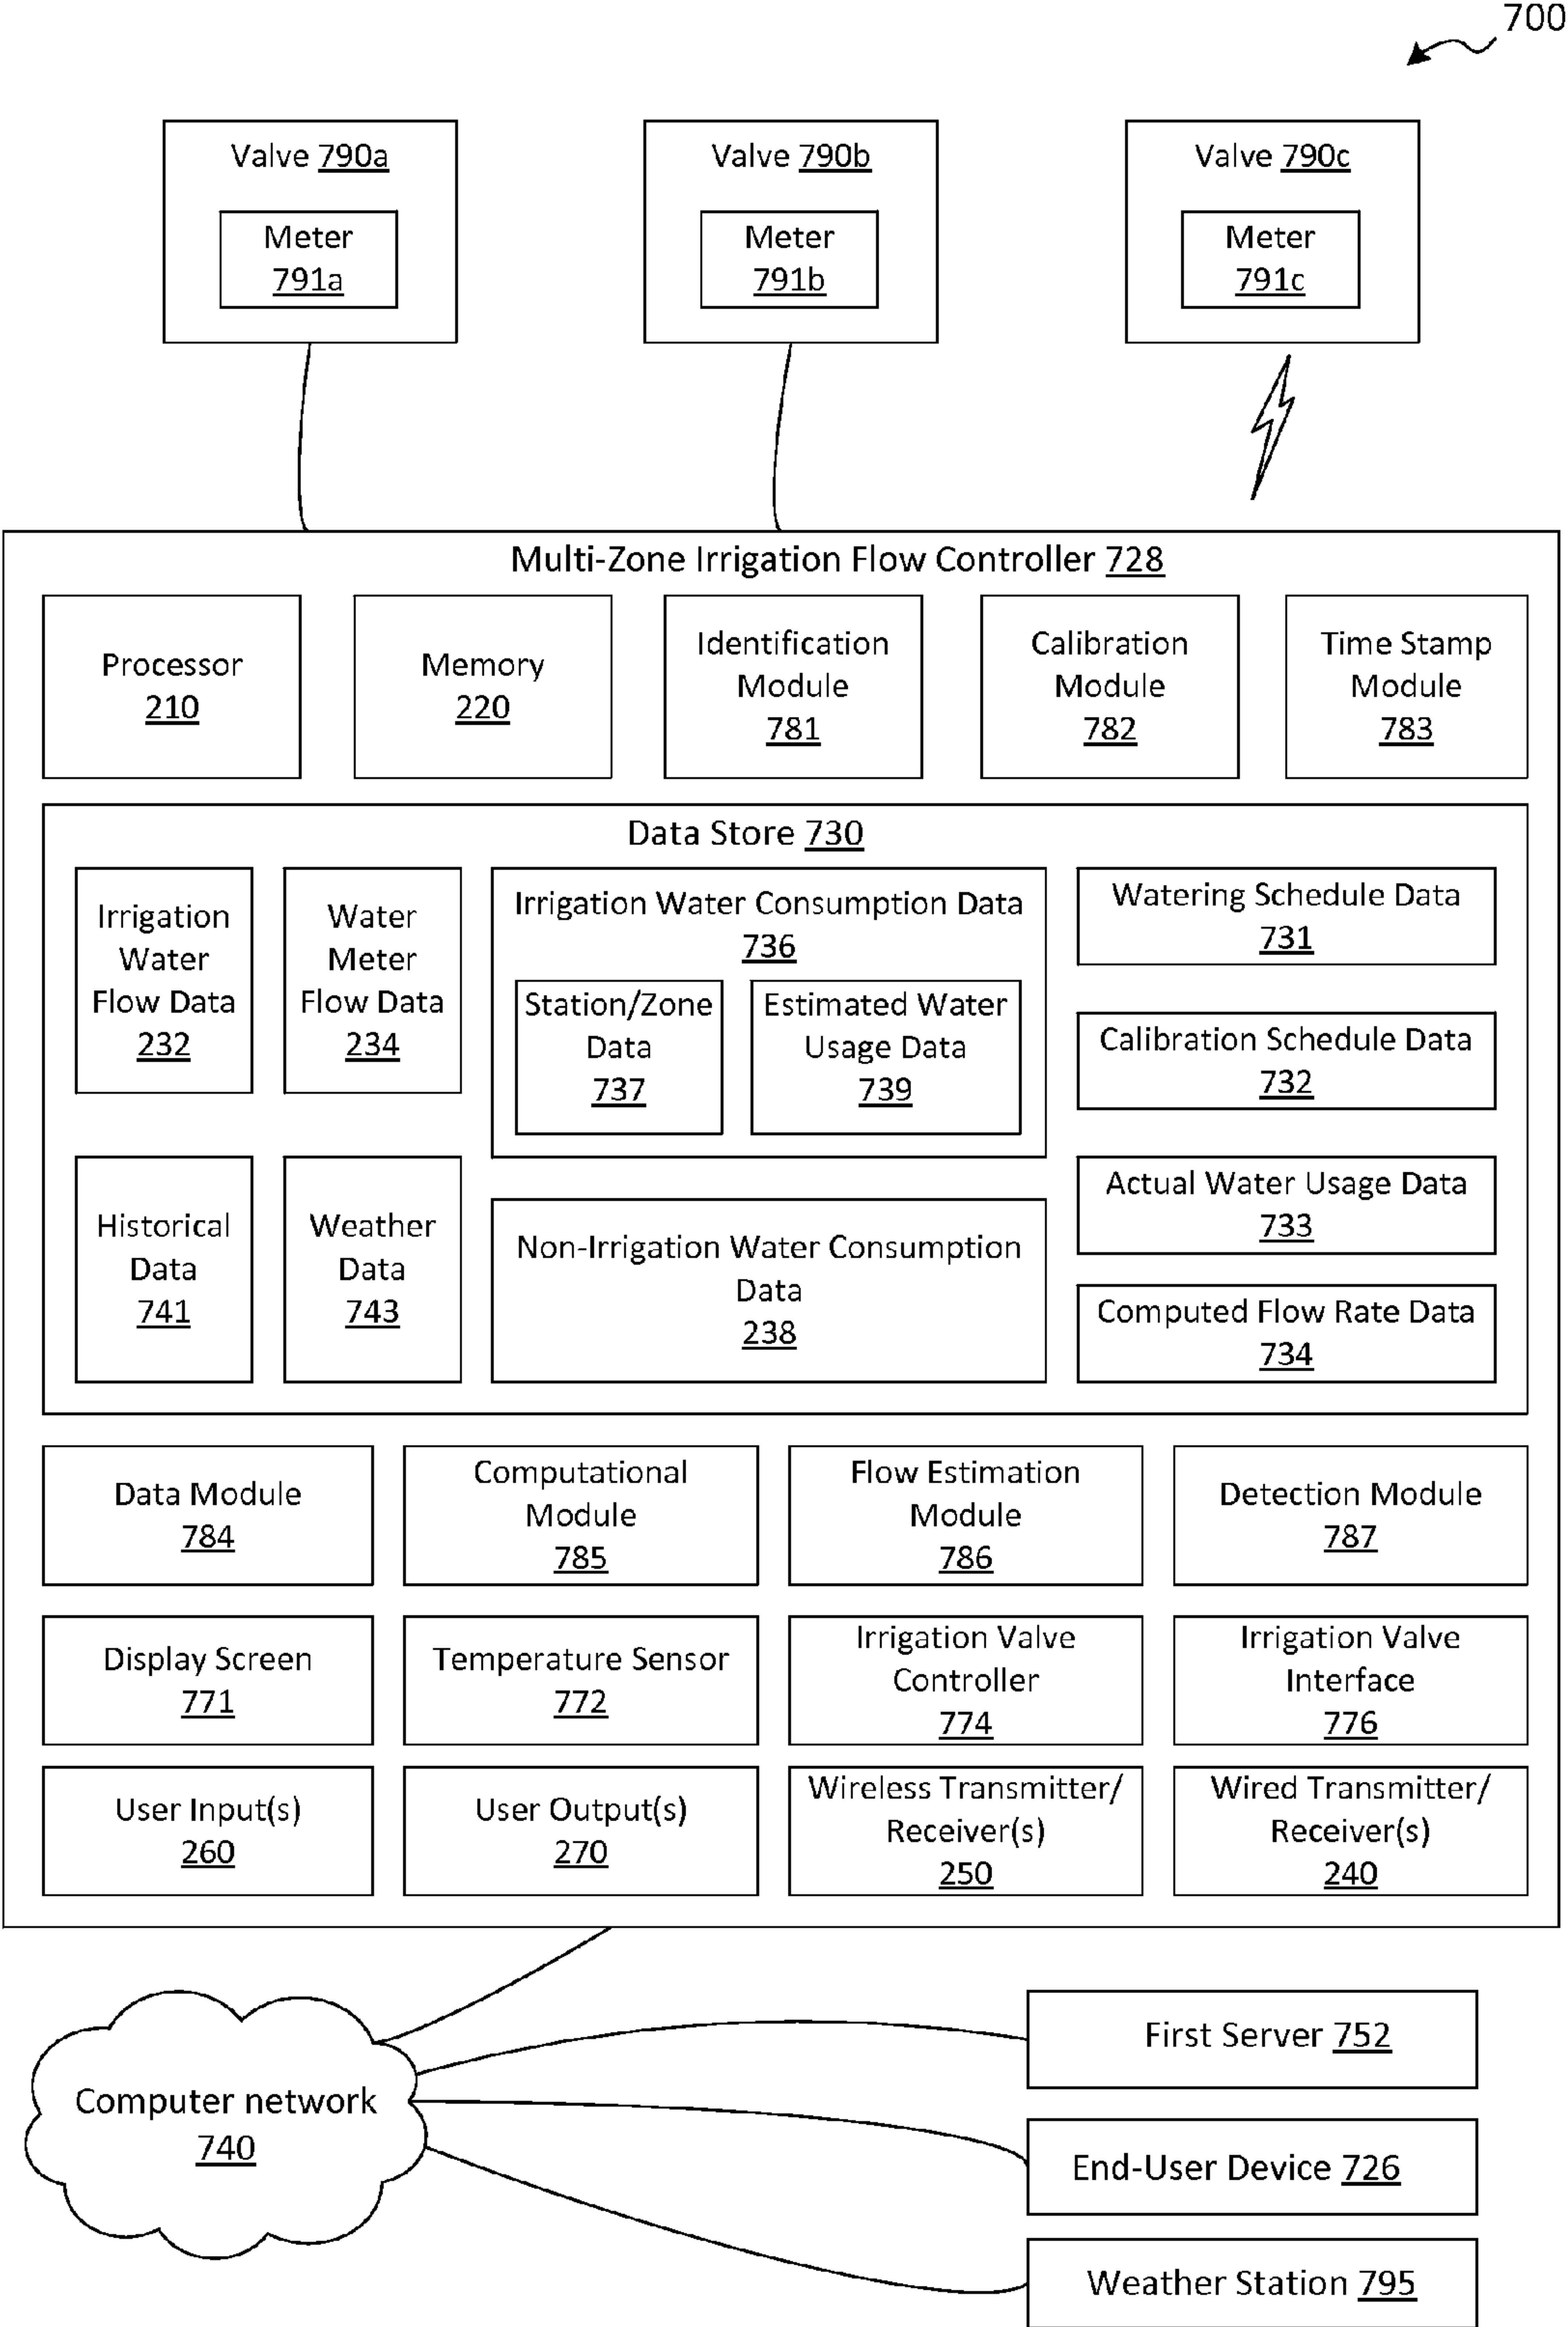 700
Valve 790a
Meter
791a
Valve 790b
Meter
791b
Valve 790c
Meter
791c
Multi-Zone Irrigation Flow Controller 728
Processor
210
Memory
220
Identification
Module
781
Calibration
Module
782
Time Stamp
Module
783
Data Store 730
Irrigation
Water
Flow Data
232
Water
Meter
Flow Data
234
Irrigation Water Consumption Data
736
Station/Zone
Data
737
Estimated Water
Usage Data
739
Watering Schedule Data
731
Calibration Schedule Data
732
Historical
Data
741
Weather
Data
743
Non-Irrigation Water Consumption
Data
238
Actual Water Usage Data
733
Computed Flow Rate Data
734
Data Module
784
Computational
Module
785
Flow Estimation
Module
786
Detection Module
787
Display Screen
771
Temperature Sensor
772
Irrigation Valve
Controller
774
Irrigation Valve
Interface
776
User Input(s)
260
User Output(s)
270
Wireless Transmitter/
Receiver(s)
250
Wired Transmitter/
Receiver(s)
240
Computer network
740
First Server 752
End-User Device 726
Weather Station 795